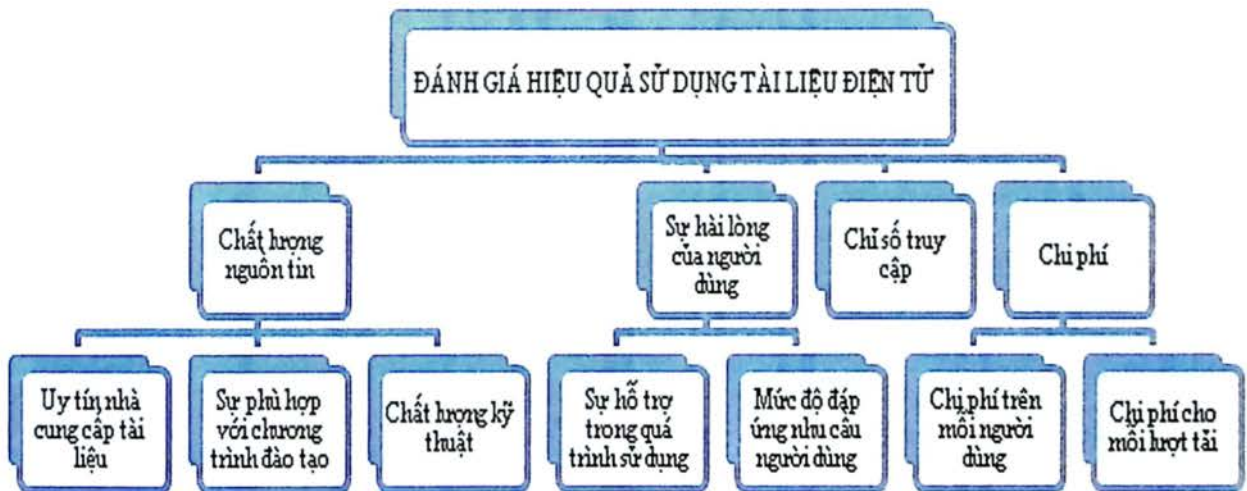 ĐÁNH GIÁ HIỆU QUẢ SỬ DỤNG TÀI LIỆU ĐIỆN TỬ
Chất lượng
nguồn tin
Sự hài lòng
của người
dùng
Chỉ số truy
cập
Chi phí
Uy tín nhà
cung cấp tài
liệu
Sự phù hợp
với chương
trình đào tạo
Chất lượng kỹ
thuật
Sự hỗ trợ
trong quá
trình sử dụng
Mức độ đáp
ứng nhu cầu
người dùng
Chi phí trên
mỗi người
dùng
Chi phí cho
mỗi lượt tải